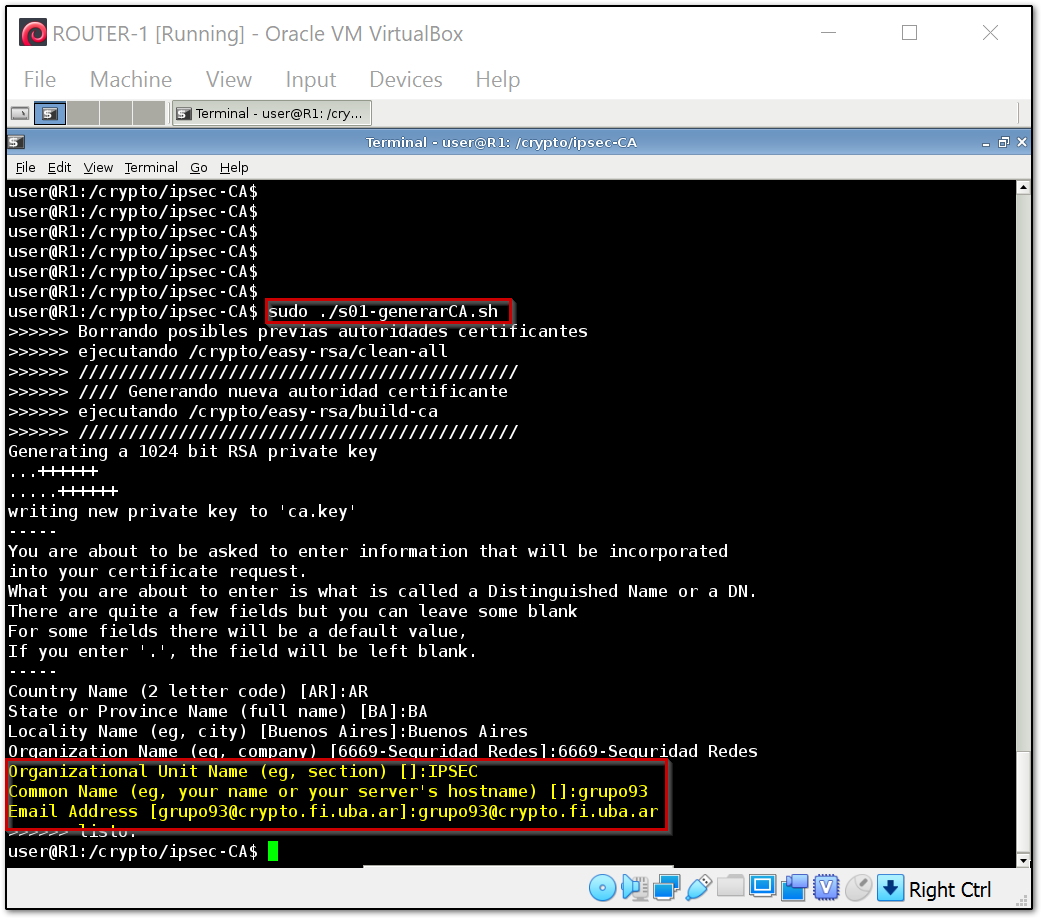 ROUTER-1 [Running] - Oracle VM VirtualBox
File Machine View Input Devices Help
Terminal - user@R1: /cry...
Terminal - user@R1: /crypto/ipsec-CA
File Edit View Terminal Go Help
user@R1:/crypto/ipsec-CA$
user@R1:/crypto/ipsec-CA$
user@R1:/crypto/ipsec-CA$
user@R1:/crypto/ipsec-CA$
user@R1:/crypto/ipsec-CA$
user@R1:/crypto/ipsec-CA$
user@R1:/crypto/ipsec-CA$ sudo ./s01-generarCA.sh
>>>>>> Borrando posibles previas autoridades certificantes
>>>>>> ejecutando /crypto/easy-rsa/clean-all
>>>>>> ////////////////////////////////////////////
>>>>>> //// Generando nueva autoridad certificante
>>>>>> ejecutando /crypto/easy-rsa/build-ca
>>>>>> ////////////////////////////////////////////
Generating a 1024 bit RSA private key
...++++++
.....++++++
writing new private key to 'ca.key'
-----
You are about to be asked to enter information that will be incorporated
into your certificate request.
What you are about to enter is what is called a Distinguished Name or a DN.
There are quite a few fields but you can leave some blank
For some fields there will be a default value,
If you enter '.', the field will be left blank.
-----
Country Name (2 letter code) [AR]:AR
State or Province Name (full name) [BA]:BA
Locality Name (eg, city) [Buenos Aires]:Buenos Aires
Organization Name (eg, company) [6669-Seguridad Redes]:6669-Seguridad Redes
Organizational Unit Name (eg, section) []:IPSEC
Common Name (eg, your name or your server's hostname) []:grupo93
Email Address [grupo93@crypto.fi.uba.ar]:grupo93@crypto.fi.uba.ar
>>>>>> listo.
user@R1:/crypto/ipsec-CA$
Right Ctrl